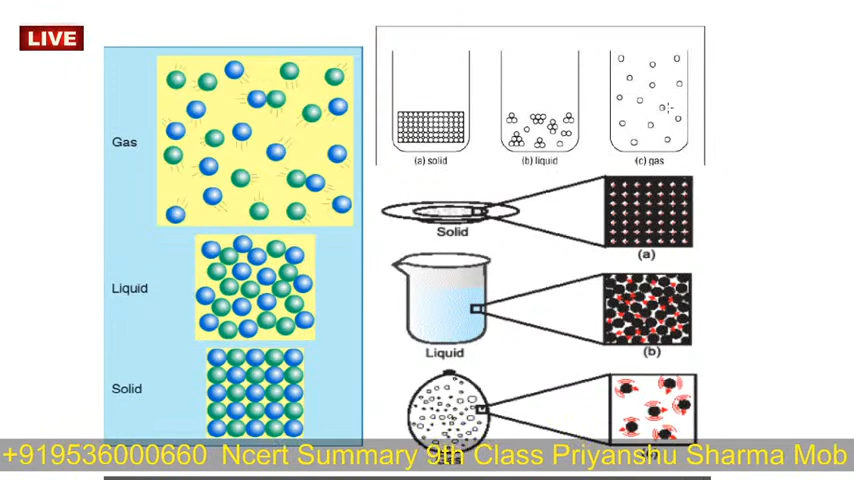 LIVE
Gas
Liquid
Solid
(a) solid
(b) liquid
(c) gas
Solid
(a)
Liquid
(b)
+919536000660 Ncert Summary 9th Class Priyanshu Sharma Mob